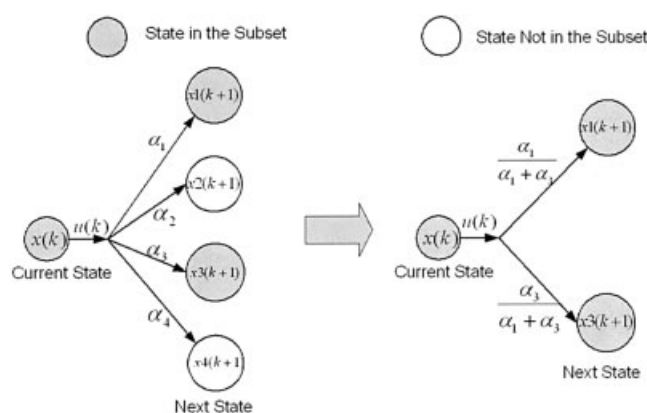 State in the Subset
State Not in the Subset
x1(k+1)
α₁
x2(k+1)
α₂
x(k)
u(k)
Current State
α₃
x3(k+1)
α₄
x4(k+1)
Next State
x1(k+1)
α₁
α₁ + α₃
x(k)
u(k)
Current State
α₃
α₁ + α₃
x3(k+1)
Next State